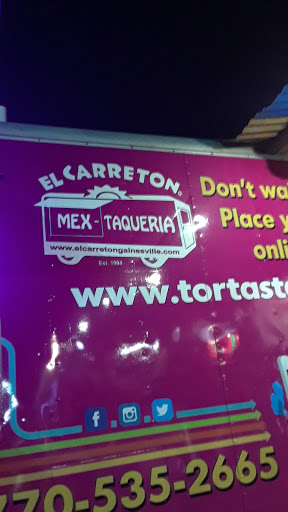 EL CARRETON
MEX-TAQUERIA
www.elcarretongainesville.com
Est. 1994
Don't wa
Place y
onli
www.tortast
770-535-2665